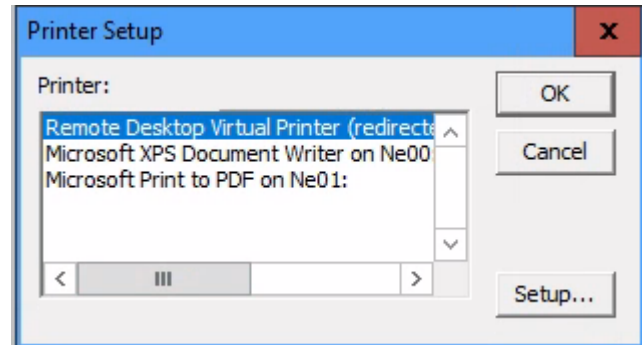 Printer Setup
Printer:
OK
Remote Desktop Virtual Printer (redirecte
Microsoft XPS Document Writer on Ne00
Cancel
Microsoft Print to PDF on Ne01:
Setup...